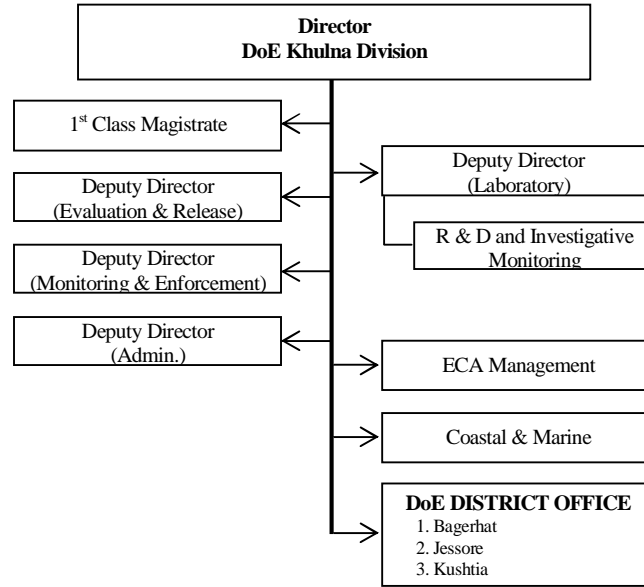 Director
DoE Khulna Division
1st Class Magistrate
Deputy Director
(Evaluation & Release)
Deputy Director
(Monitoring & Enforcement)
Deputy Director
(Admin.)
Deputy Director
(Laboratory)
R & D and Investigative
Monitoring
ECA Management
Coastal & Marine
DoE DISTRICT OFFICE
1. Bagerhat
2. Jessore
3. Kushtia